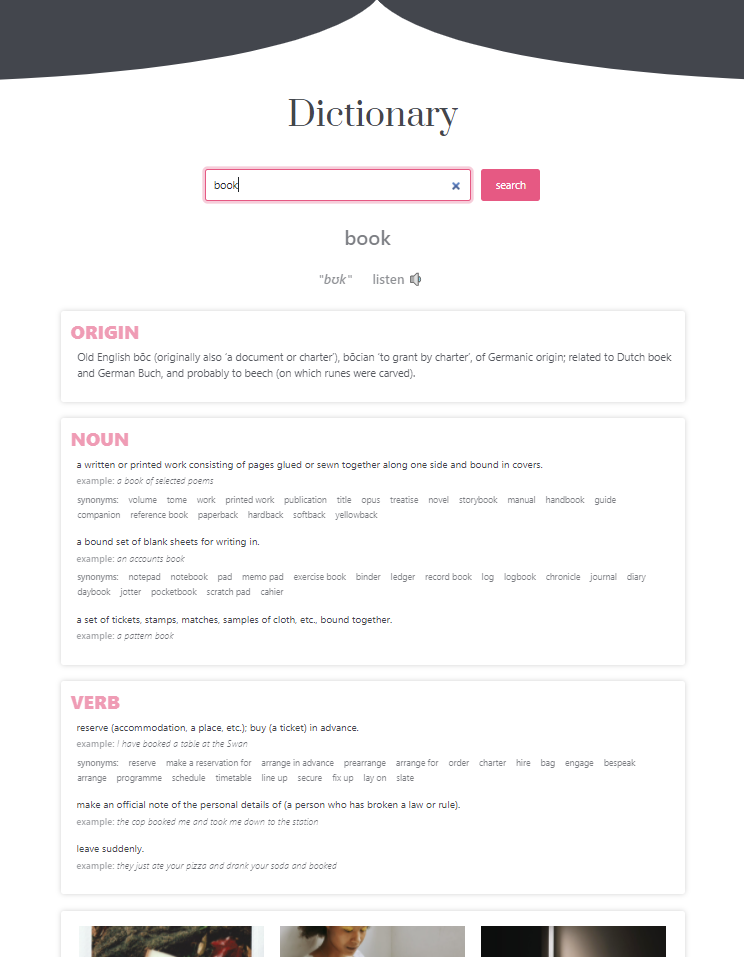 Dictionary
book
search
book
"bʊk" listen
ORIGIN
Old English bōc (originally also ‘a document or charter’), bōcian ‘to grant by charter’, of Germanic origin; related to Dutch boek
and German Buch, and probably to beech (on which runes were carved).
NOUN
a written or printed work consisting of pages glued or sewn together along one side and bound in covers.
example: a book of selected poems
synonyms: volume tome work printed work publication title opus treatise novel storybook manual handbook guide
companion reference book paperback hardback softback yellowback
a bound set of blank sheets for writing in.
example: an accounts book
synonyms: notepad notebook pad memo pad exercise book binder ledger record book log logbook chronicle journal diary
daybook jotter pocketbook scratch pad cahier
a set of tickets, stamps, matches, samples of cloth, etc., bound together.
example: a pattern book
VERB
reserve (accommodation, a place, etc.); buy (a ticket) in advance.
example: I have booked a table at the Swan
synonyms: reserve make a reservation for arrange in advance prearrange arrange for order charter hire bag engage bespeak
arrange programme schedule timetable line up secure fix up lay on slate
make an official note of the personal details of (a person who has broken a law or rule).
example: the cop booked me and took me down to the station
leave suddenly.
example: they just ate your pizza and drank your soda and booked